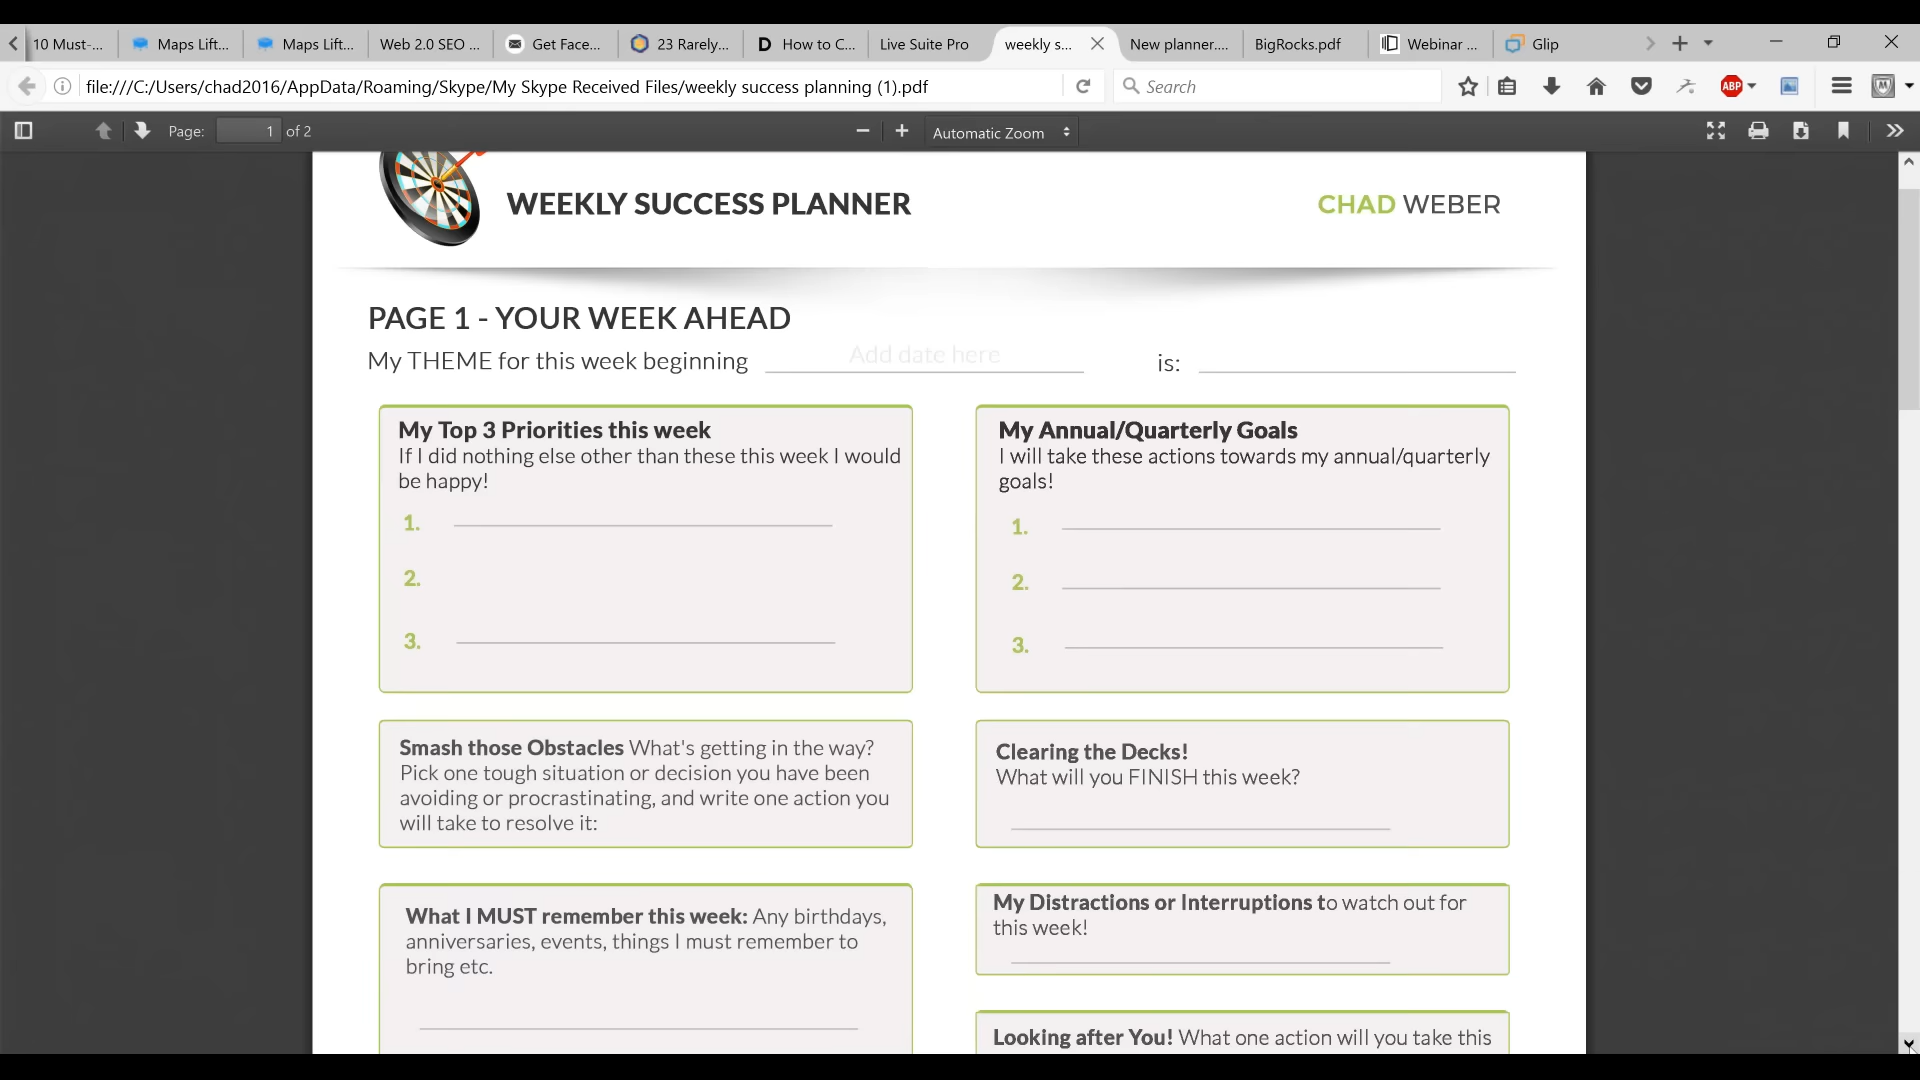 10 Must-...
Maps Lift...
Maps Lift...
Web 2.0 SEO ...
Get Face...
23 Rarely...
D How to C...
Live Suite Pro
weekly s...
New planner....
BigRocks.pdf
Webinar ...
Glip
file:///C:/Users/chad2016/AppData/Roaming/Skype/My Skype Received Files/weekly success planning (1).pdf
Search
ABP
Page: 1 of 2
Automatic Zoom
WEEKLY SUCCESS PLANNER
CHAD WEBER
PAGE 1 - YOUR WEEK AHEAD
My THEME for this week beginning Add date here is:
My Top 3 Priorities this week
If I did nothing else other than these this week I would
be happy!
1.
2.
3.
My Annual/Quarterly Goals
I will take these actions towards my annual/quarterly
goals!
1.
2.
3.
Smash those Obstacles What's getting in the way?
Pick one tough situation or decision you have been
avoiding or procrastinating, and write one action you
will take to resolve it:
Clearing the Decks!
What will you FINISH this week?
What I MUST remember this week: Any birthdays,
anniversaries, events, things I must remember to
bring etc.
My Distractions or Interruptions to watch out for
this week!
Looking after You! What one action will you take this